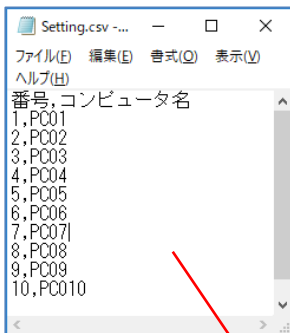 Setting.csv -...
ファイル(F) 編集(E) 書式(O) 表示(V)
ヘルプ(H)
番号,コンピュータ名
1,PC01
2,PC02
3,PC03
4,PC04
5,PC05
6,PC06
7,PC07
8,PC08
9,PC09
10,PC010